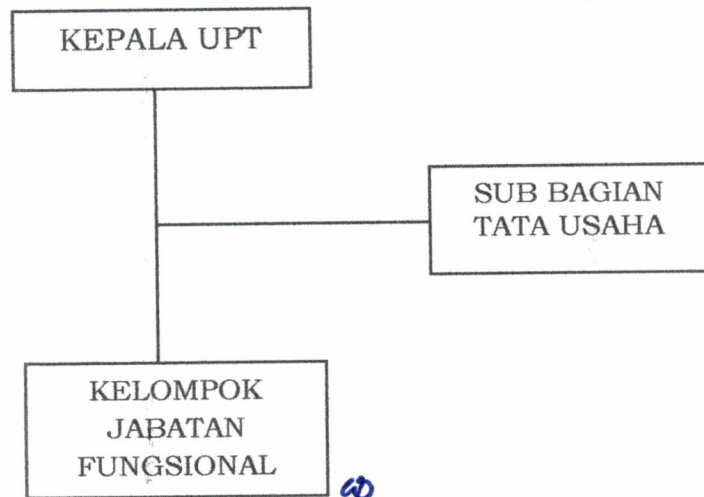 KEPALA UPT
SUB BAGIAN
TATA USAHA
KELOMPOK
JABATAN
FUNGSIONAL